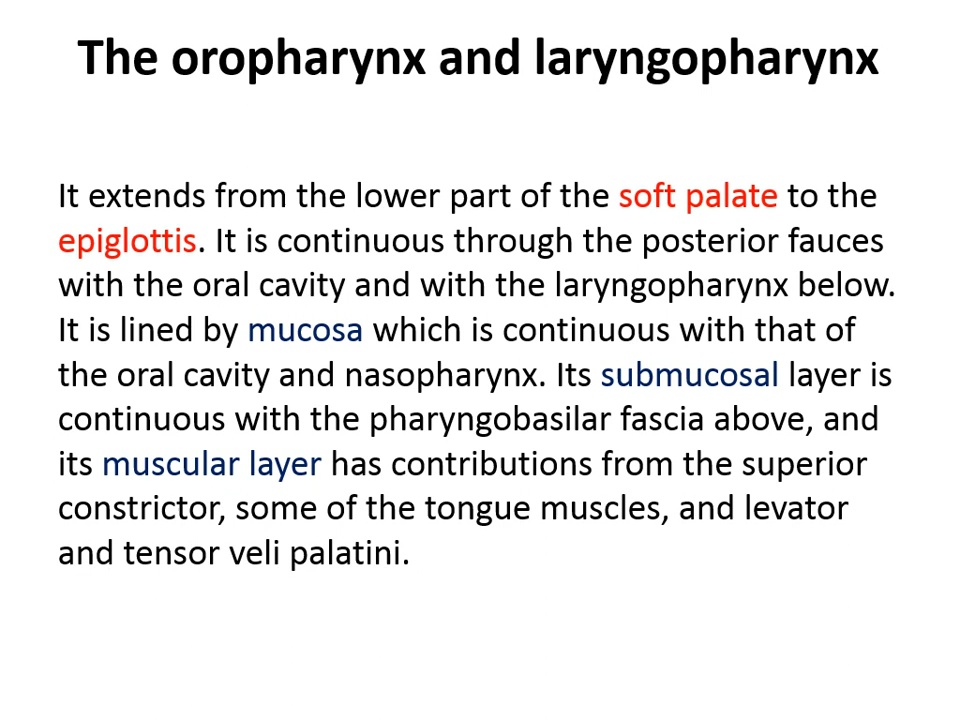 The oropharynx and laryngopharynx
It extends from the lower part of the soft palate to the
epiglottis. It is continuous through the posterior fauces
with the oral cavity and with the laryngopharynx below.
It is lined by mucosa which is continuous with that of
the oral cavity and nasopharynx. Its submucosal layer is
continuous with the pharyngobasilar fascia above, and
its muscular layer has contributions from the superior
constrictor, some of the tongue muscles, and levator
and tensor veli palatini.